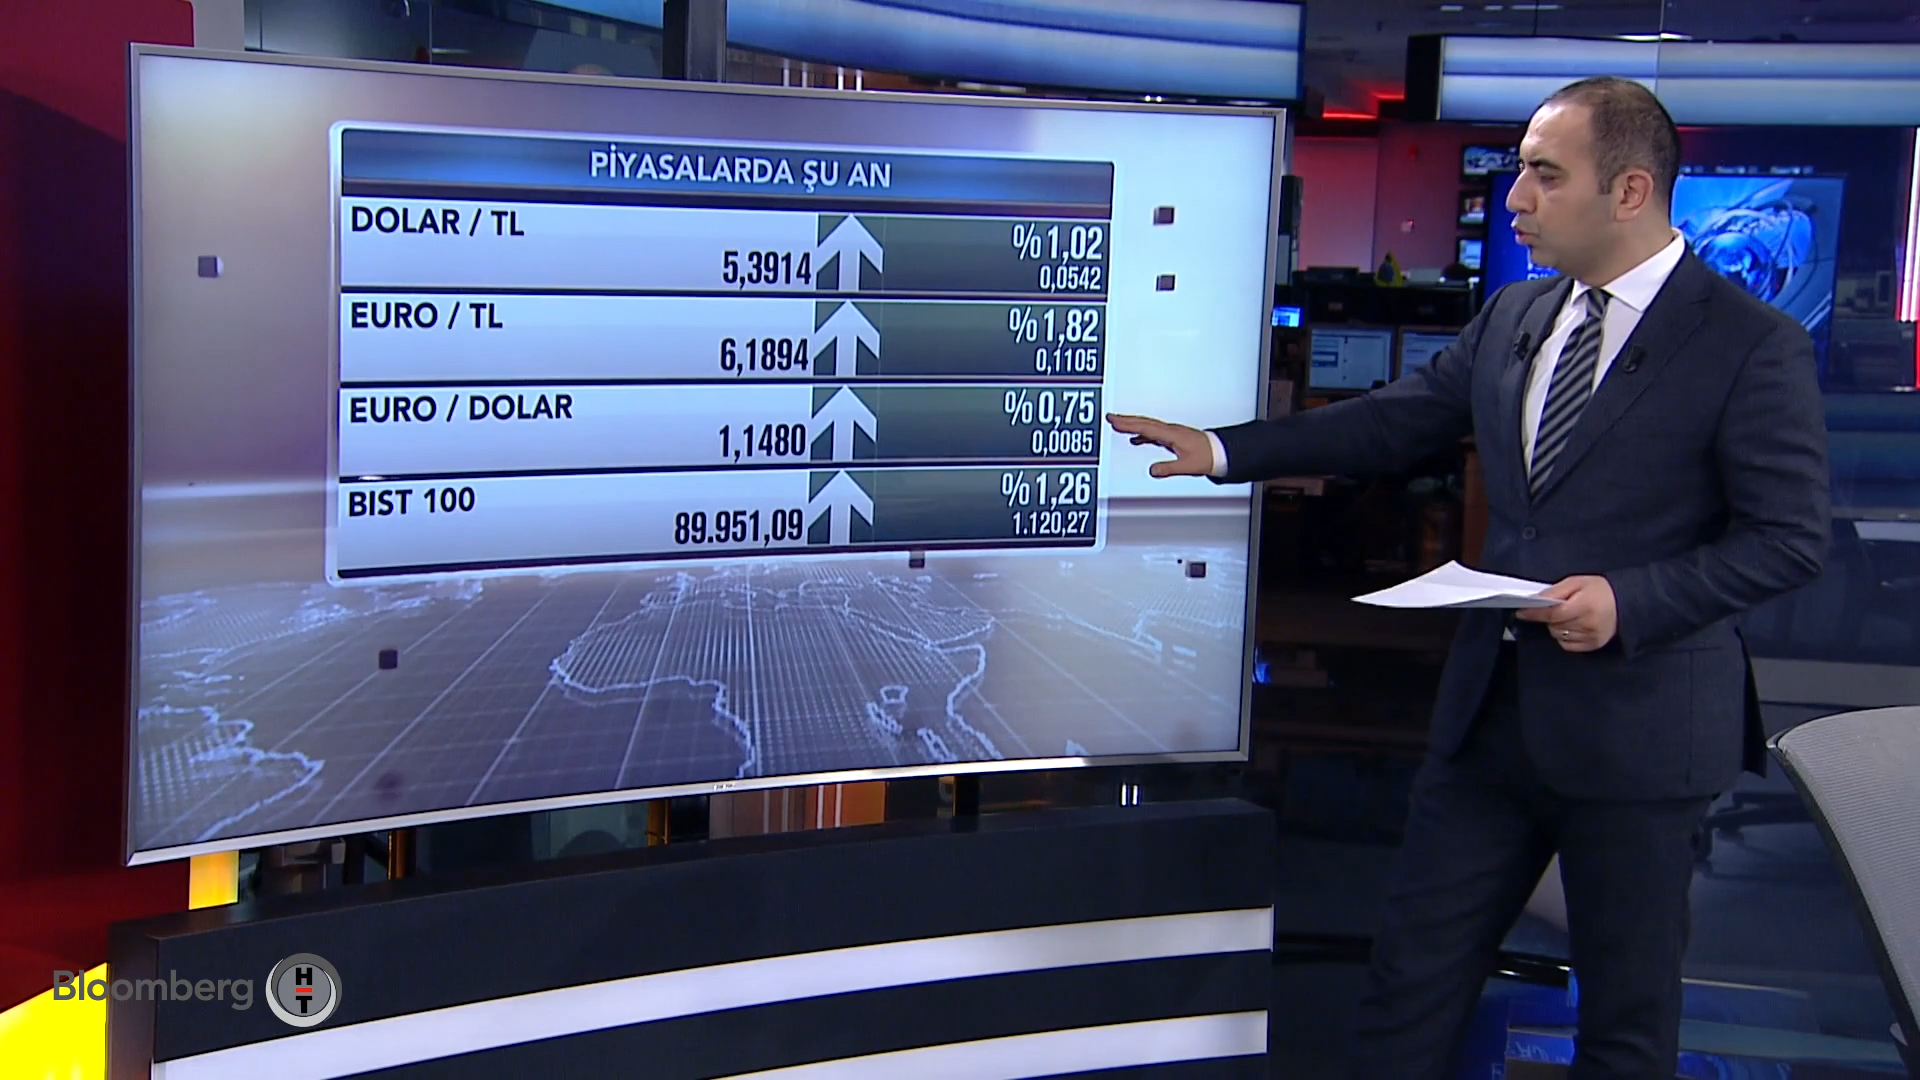 PİYASALARDA ŞU AN
DOLAR / TL
5,3914
%1,02
0,0542
EURO / TL
6,1894
%1,82
0,1105
EURO / DOLAR
1,1480
%0,75
0,0085
BIST 100
89.951,09
%1,26
1.120,27
Bloomberg HT